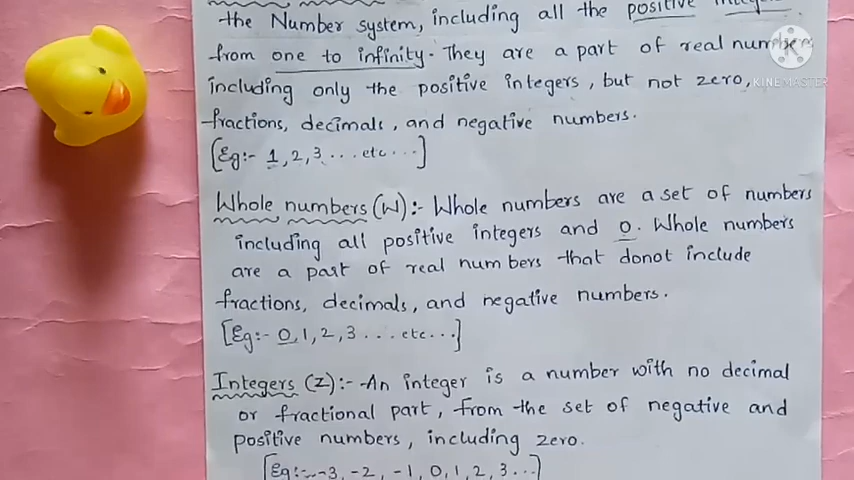 the Number system, including all the positive
from one to infinity. They are a part of real numbers
including only the positive integers, but not zero,
fractions, decimals, and negative numbers.
[Eg:- 1, 2, 3 ... etc ...]
Whole numbers (W):- Whole numbers are a set of numbers
including all positive integers and 0. Whole numbers
are a part of real numbers that donot include
fractions, decimals, and negative numbers.
[Eg:- 0, 1, 2, 3 ... etc ...]
Integers (Z):- An integer is a number with no decimal
or fractional part, from the set of negative and
positive numbers, including zero.
[Eg:- ... -3, -2, -1, 0, 1, 2, 3 ...]
K
KINEMASTER